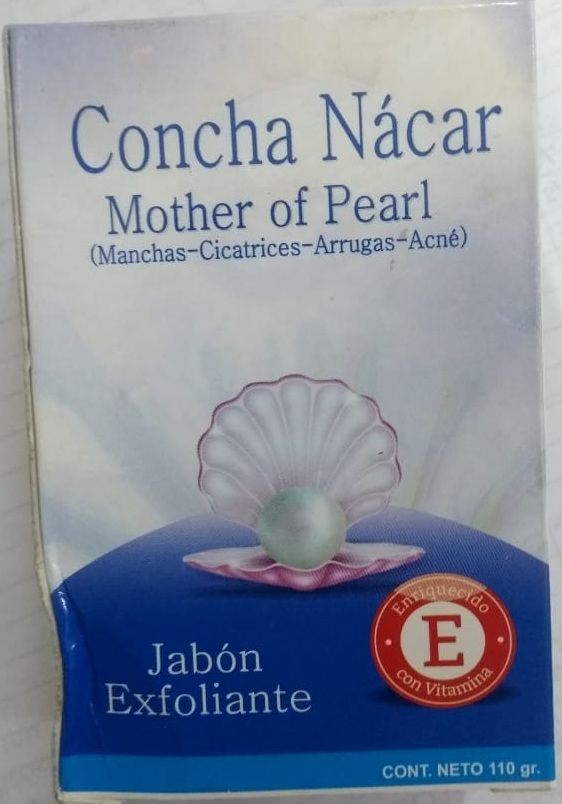 Concha Nácar
Mother of Pearl
(Manchas-Cicatrices-Arrugas-Acné)
Enriquecido
E
con Vitamina
Jabón
Exfoliante
CONT. NETO 110 gr.